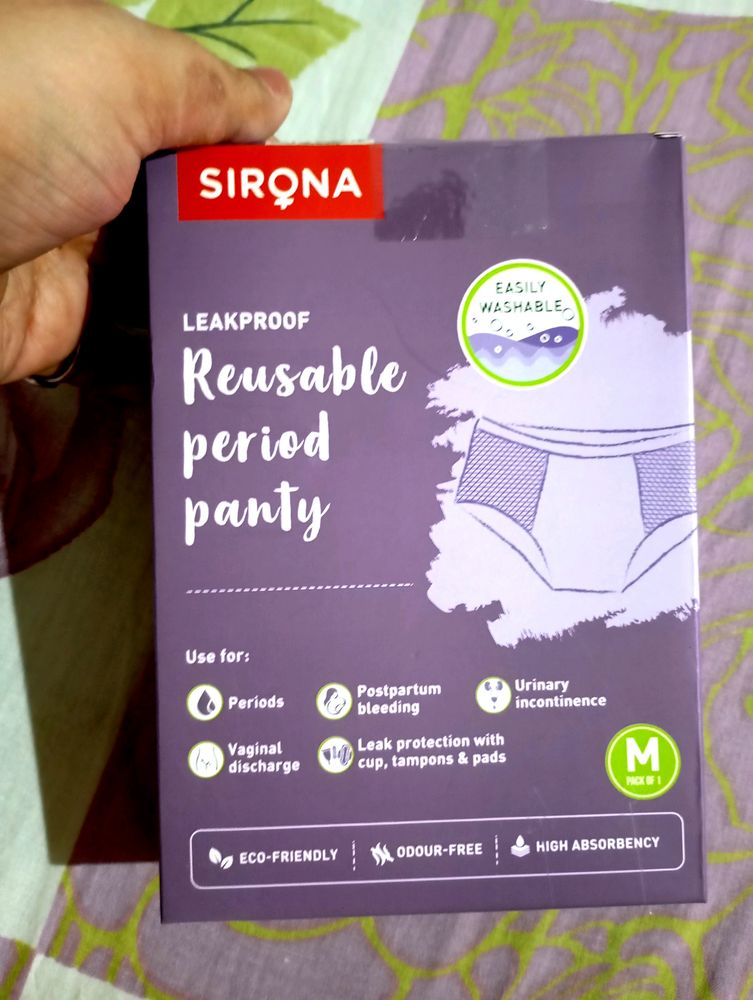 SIRONA
EASILY
WASHABLE
LEAKPROOF
Reusable
period
panty
Use for:
Periods
Postpartum
bleeding
Urinary
incontinence
Vaginal
discharge
Leak protection with
cup, tampons & pads
M
PACK OF 1
ECO-FRIENDLY
ODOUR-FREE
HIGH ABSORBENCY